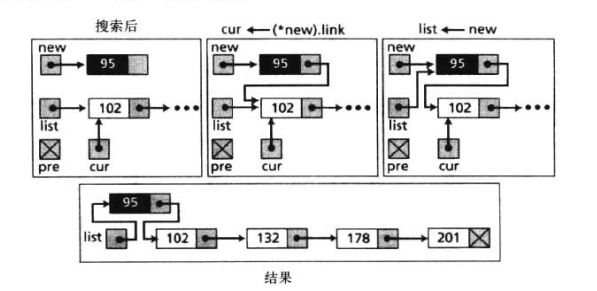 搜索后
cur ← (*new).link
list ← new
new
95
102
•••
list
pre
cur
new
95
102
•••
list
pre
cur
new
95
102
•••
list
pre
cur
95
list
102
132
178
201
结果